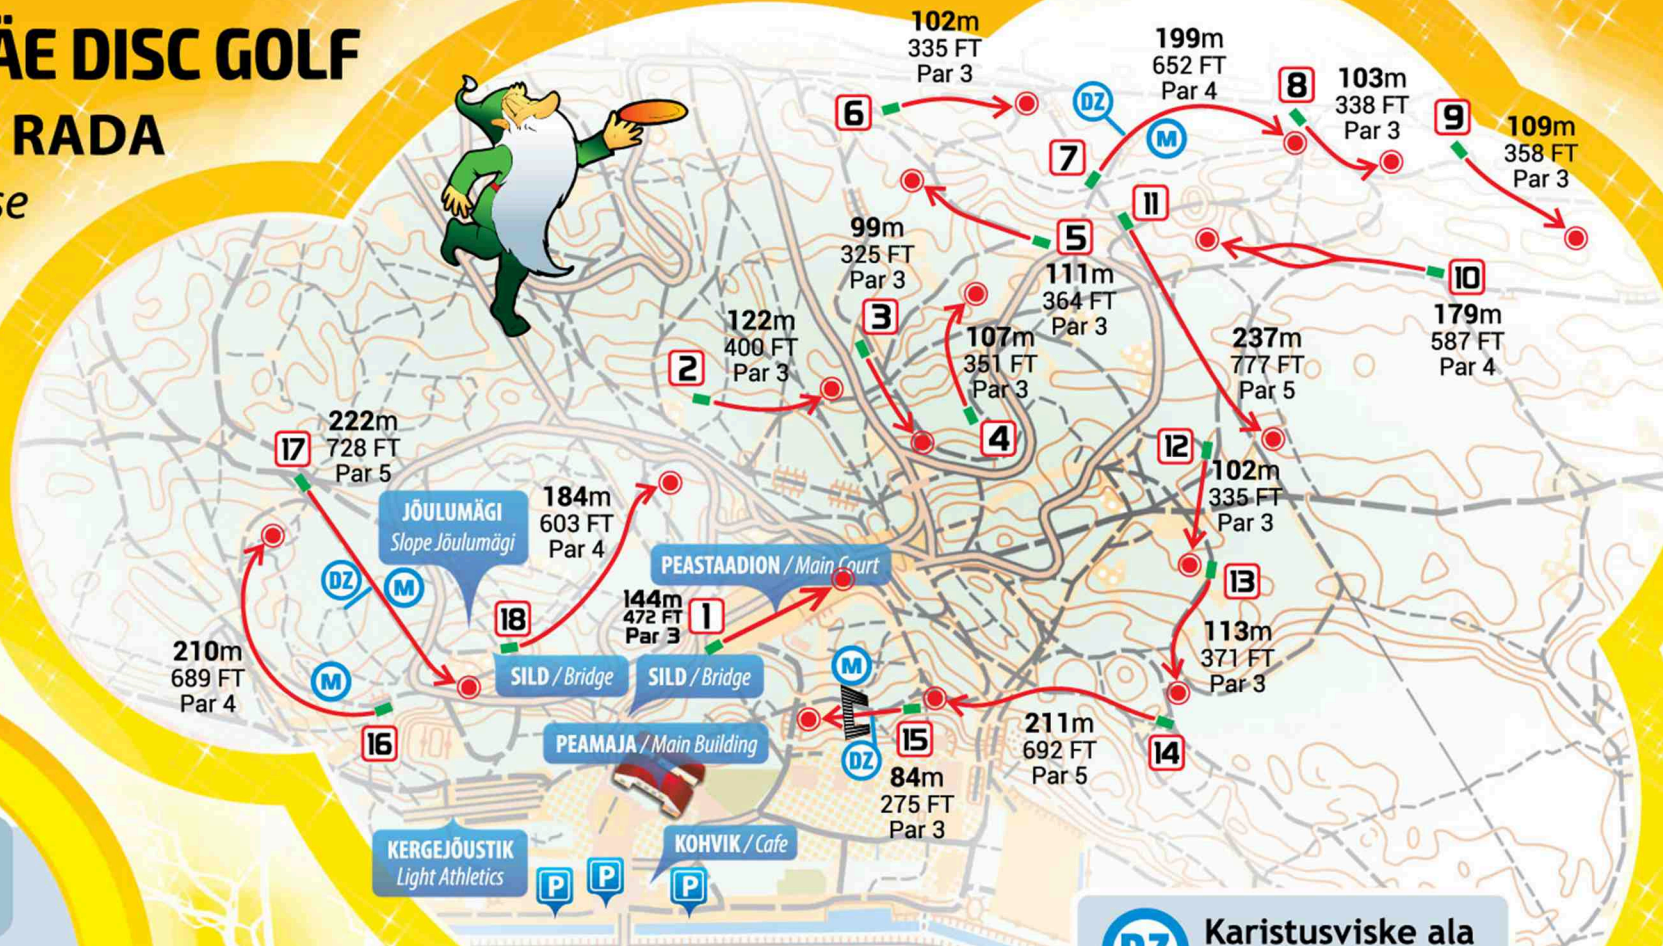 ÄE DISC GOLF
RADA
se
102m
335 FT
Par 3
6
199m
652 FT
Par 4
DZ
M
7
8
103m
338 FT
Par 3
9
109m
358 FT
Par 3
11
5
111m
364 FT
Par 3
10
179m
587 FT
Par 4
99m
325 FT
Par 3
3
107m
351 FT
Par 3
4
237m
777 FT
Par 5
122m
400 FT
Par 3
2
12
102m
335 FT
Par 3
17
222m
728 FT
Par 5
JÕULUMÄGI
Slope Jõulumägi
184m
603 FT
Par 4
PEASTAADION / Main Court
DZ
M
18
144m
472 FT
Par 3
1
13
113m
371 FT
Par 3
210m
689 FT
Par 4
M
16
SILD / Bridge
SILD / Bridge
M
DZ
15
84m
275 FT
Par 3
211m
692 FT
Par 5
14
PEAMAJA / Main Building
KERGEJÕUSTIK
Light Athletics
KOHVIK / Cafe
P
P
P
DZ
Karistusviske ala